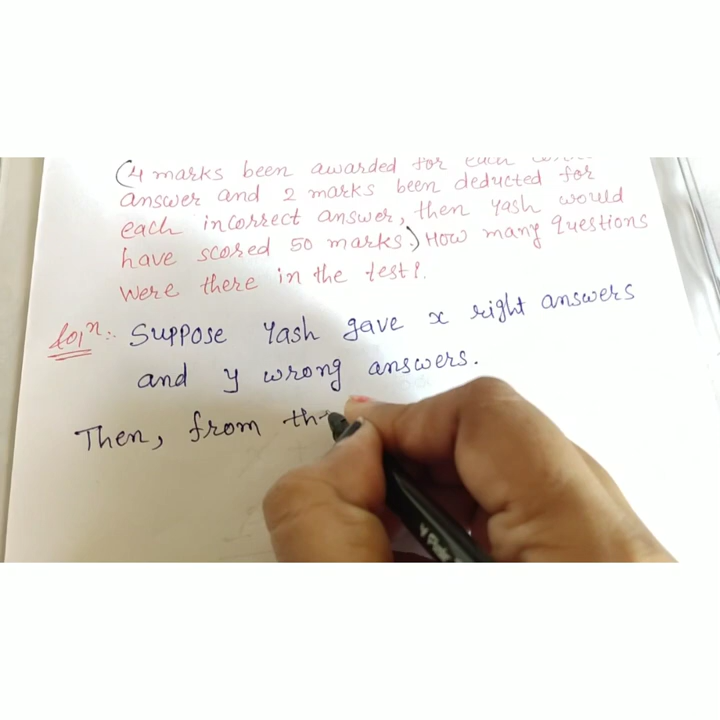 (4 marks been awarded for each
answer and 2 marks been deducted for
each incorrect answer, then Yash would
have scored 50 marks.) How many Questions
were there in the test?
Solⁿ:- Suppose Yash gave x right answers
and y wrong answers.
Then, from th